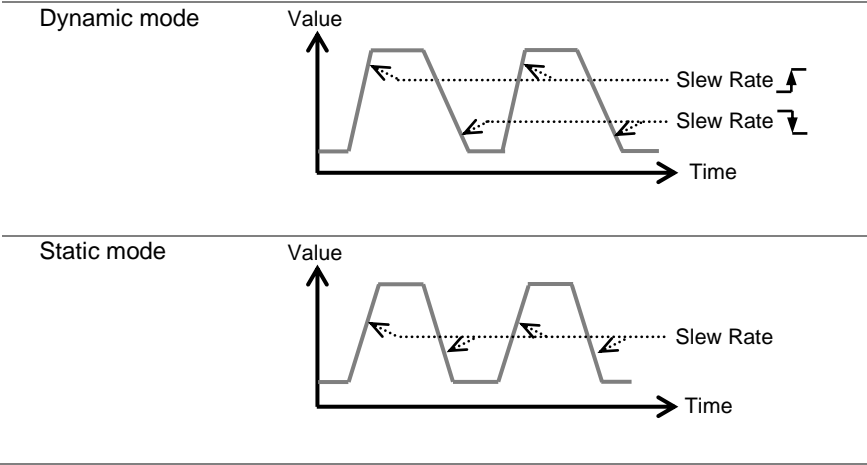 Dynamic mode
Value
Slew Rate
Slew Rate
Time
Static mode
Value
Slew Rate
Time